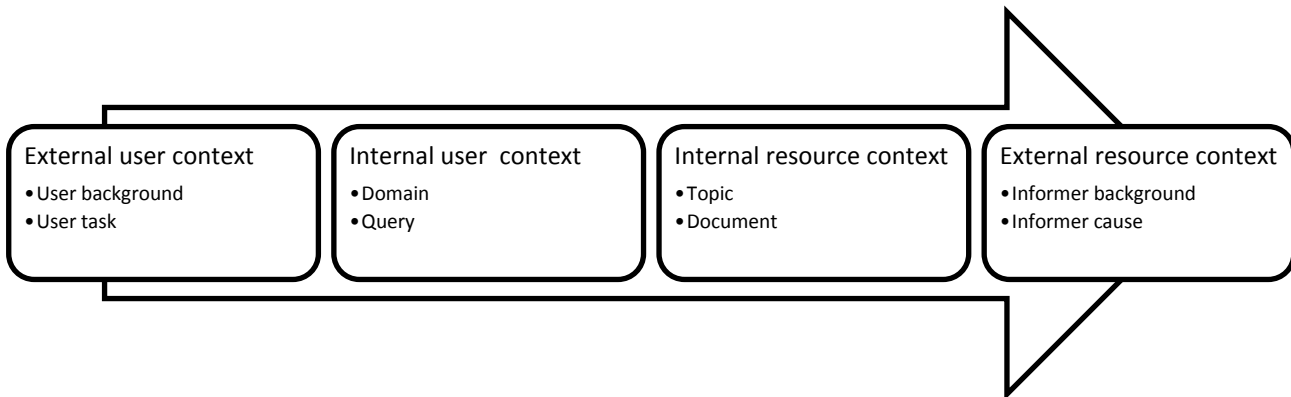 External user context
•User background
•User task
Internal user  context
•Domain
•Query
Internal resource context
•Topic
•Document
External resource context
•Informer background
•Informer cause